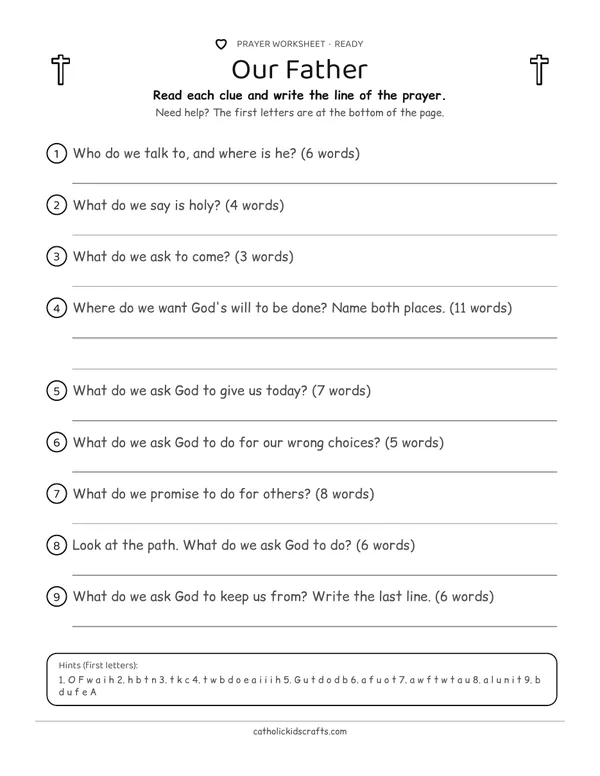 PRAYER WORKSHEET · READY
Our Father
Read each clue and write the line of the prayer.
Need help? The first letters are at the bottom of the page.
1 Who do we talk to, and where is he? (6 words)
2 What do we say is holy? (4 words)
3 What do we ask to come? (3 words)
4 Where do we want God's will to be done? Name both places. (11 words)
5 What do we ask God to give us today? (7 words)
6 What do we ask God to do for our wrong choices? (5 words)
7 What do we promise to do for others? (8 words)
8 Look at the path. What do we ask God to do? (6 words)
9 What do we ask God to keep us from? Write the last line. (6 words)
Hints (first letters):
1. O F w a i h 2. h b t n 3. t k c 4. t w b d o e a i i i h 5. G u t d o d b 6. a f u o t 7. a w f t w t a u 8. a l u n i t 9. b
d u f e A
catholickidscrafts.com